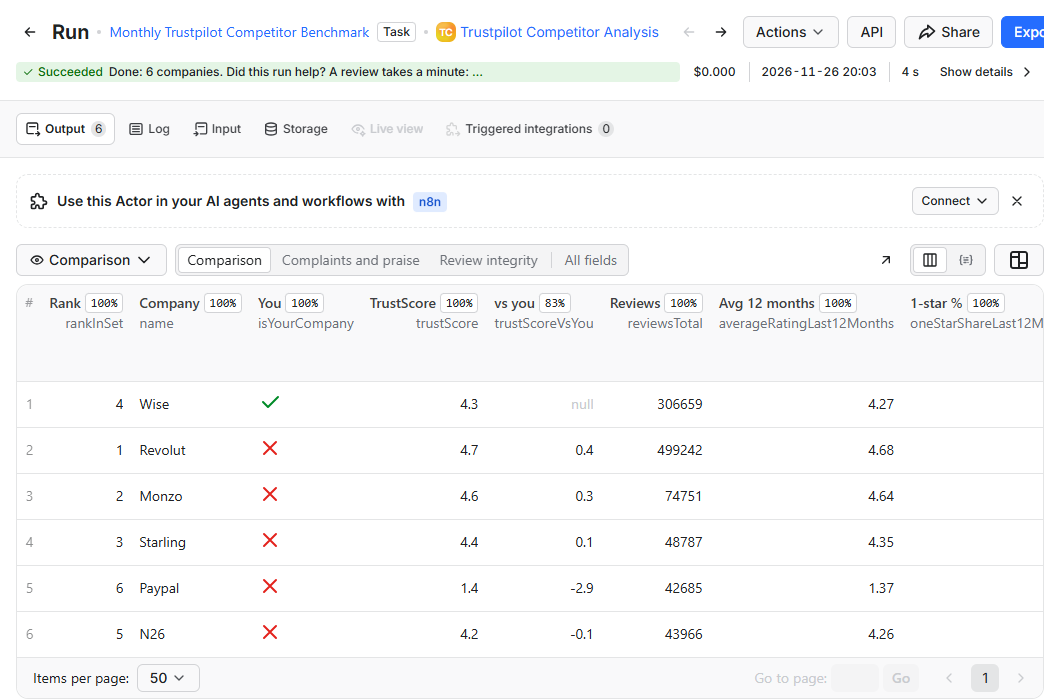 Run · Monthly Trustpilot Competitor Benchmark Task · TC Trustpilot Competitor Analysis Actions API Share Expo
Succeeded Done: 6 companies. Did this run help? A review takes a minute: ... $0.000 2026-11-26 20:03 4 s Show details
Output 6 Log Input Storage Live view Triggered integrations 0
Use this Actor in your AI agents and workflows with n8n Connect
Comparison Comparison Complaints and praise Review integrity All fields
# Rank 100% Company 100% You 100% TrustScore 100% vs you 83% Reviews 100% Avg 12 months 100% 1-star % 100%
rankInSet name isYourCompany trustScore trustScoreVsYou reviewsTotal averageRatingLast12Months oneStarShareLast12M
1 4 Wise 4.3 null 306659 4.27
2 1 Revolut 4.7 0.4 499242 4.68
3 2 Monzo 4.6 0.3 74751 4.64
4 3 Starling 4.4 0.1 48787 4.35
5 6 Paypal 1.4 -2.9 42685 1.37
6 5 N26 4.2 -0.1 43966 4.26
Items per page: 50 Go to page: Go 1